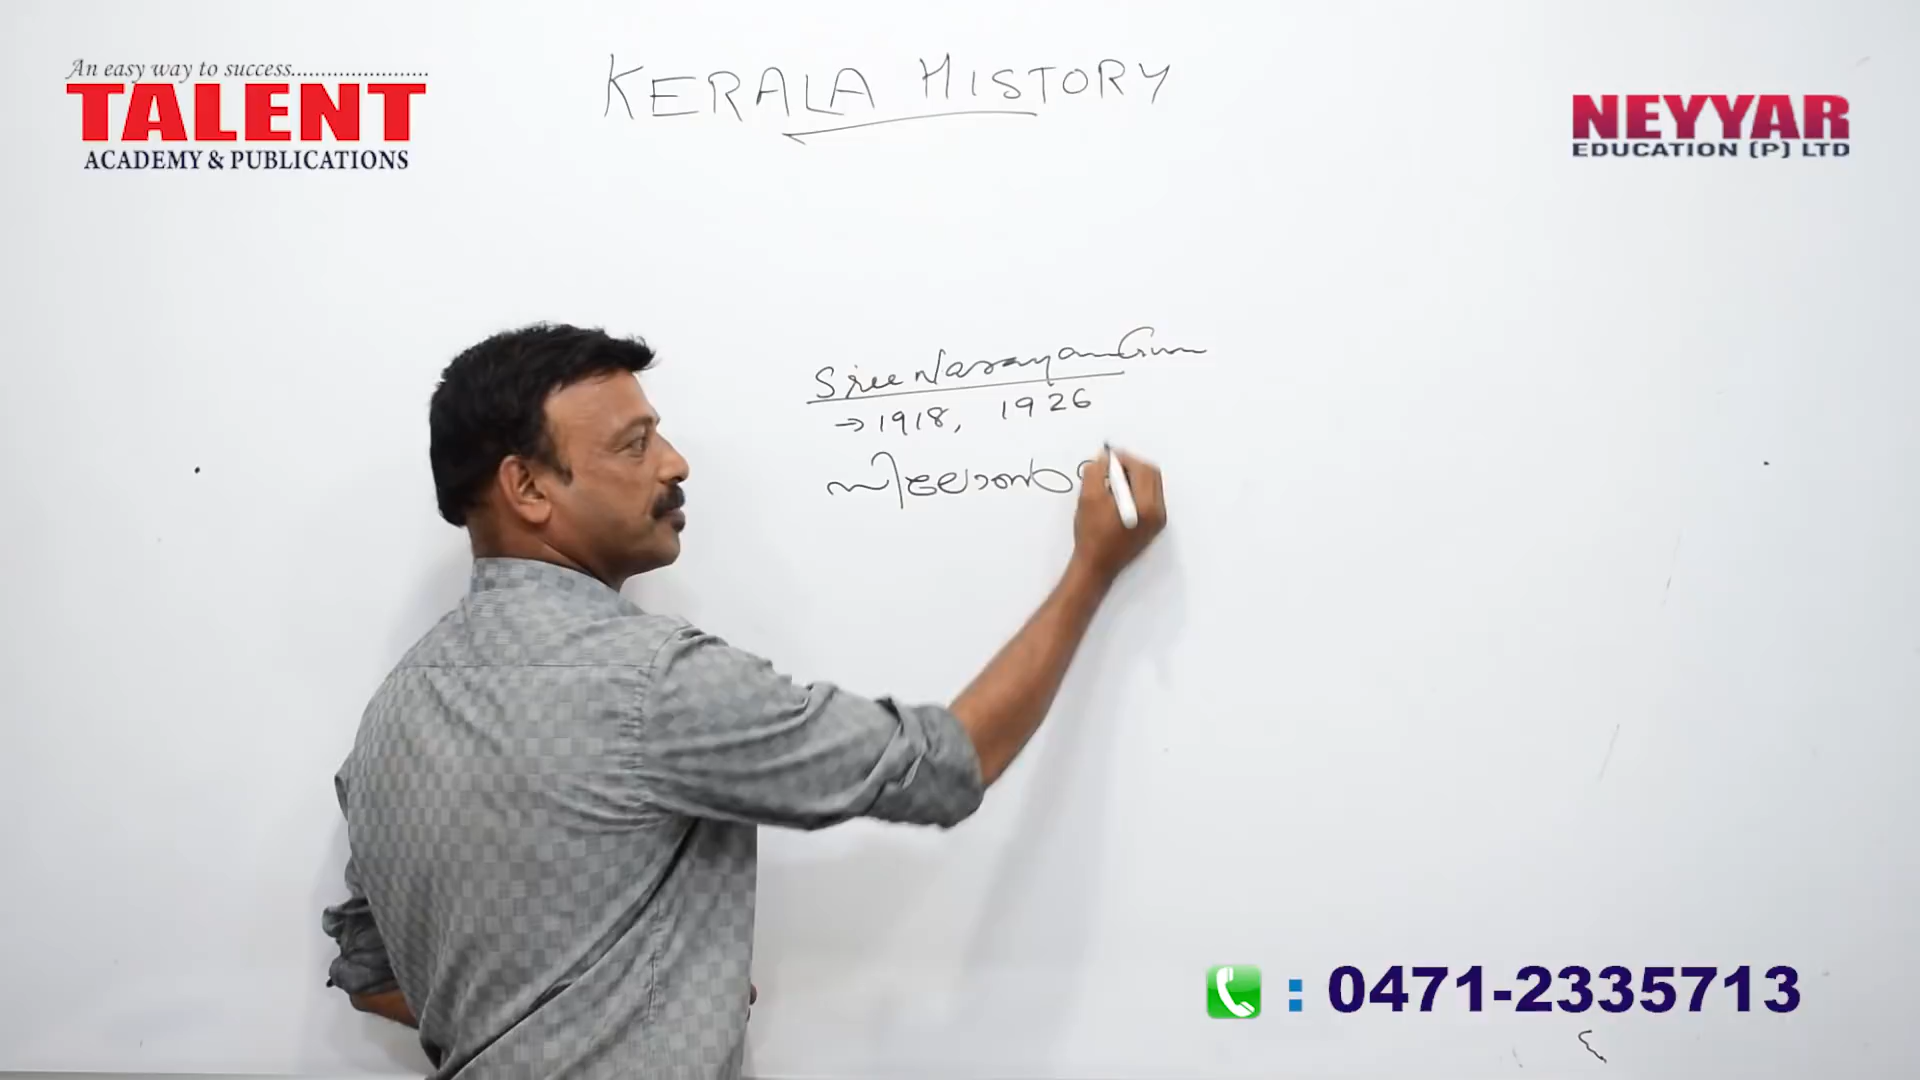 An easy way to success.......................
TALENT
ACADEMY & PUBLICATIONS
KERALA HISTORY
NEYYAR
EDUCATION (P) LTD
Sree Narayana Guru
→ 1918, 1926
: 0471-2335713